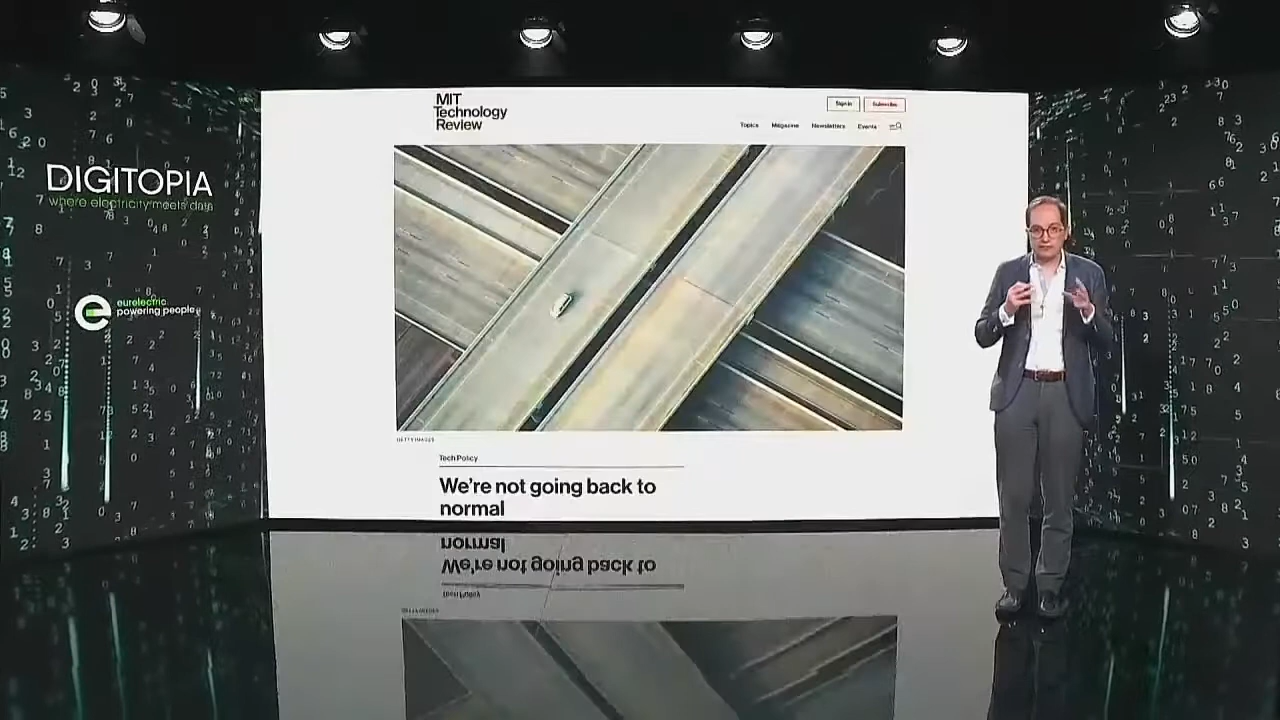 DIGITOPIA
where electricity meets data
eurelectric
powering people
MIT
Technology
Review
Sign in
Subscribe
Topics
Magazine
Newsletters
Events
GETTY IMAGES
Tech Policy
We're not going back to
normal